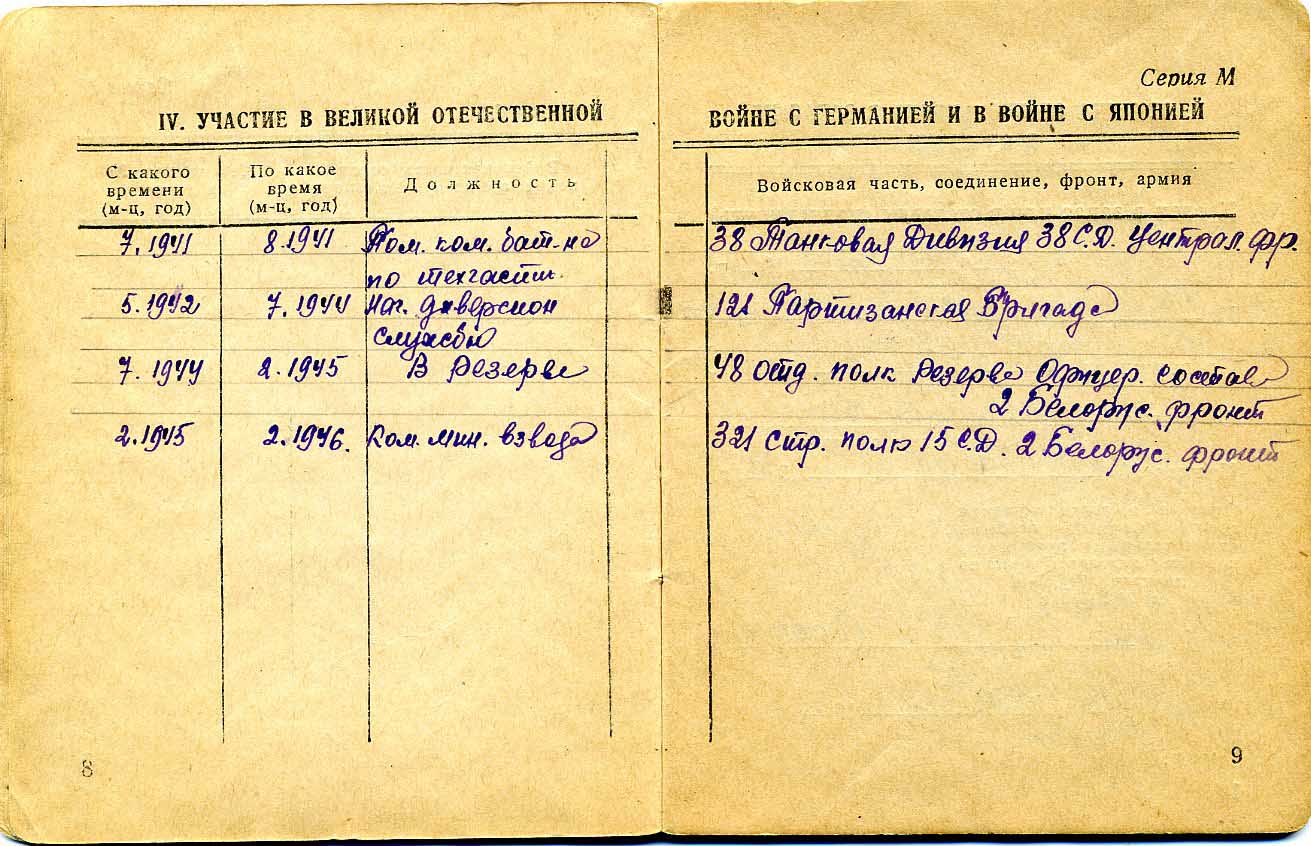 Серия М
IV. УЧАСТИЕ В ВЕЛИКОЙ ОТЕЧЕСТВЕННОЙ ВОЙНЕ С ГЕРМАНИЕЙ И В ВОЙНЕ С ЯПОНИЕЙ
С какого времени (м-ц, год)
По какое время (м-ц, год)
Должность
Войсковая часть, соединение, фронт, армия
7.1941 8.1941 Пом. ком. бат-на 38 Танковая Дивизия 38 С.Д. Централ. фр.
по техчасти
5.1942 7.1944 нач. диверсион 121 Партизанская Бригада
службы
7.1944 2.1945 В резерве 48 отд. полк резерва Офицер. состава
2 Белорус. фронт
2.1945 2.1946. Ком. мин. взвода 321 стр. полк 15 С.Д. 2 Белорус. фронт
8
9